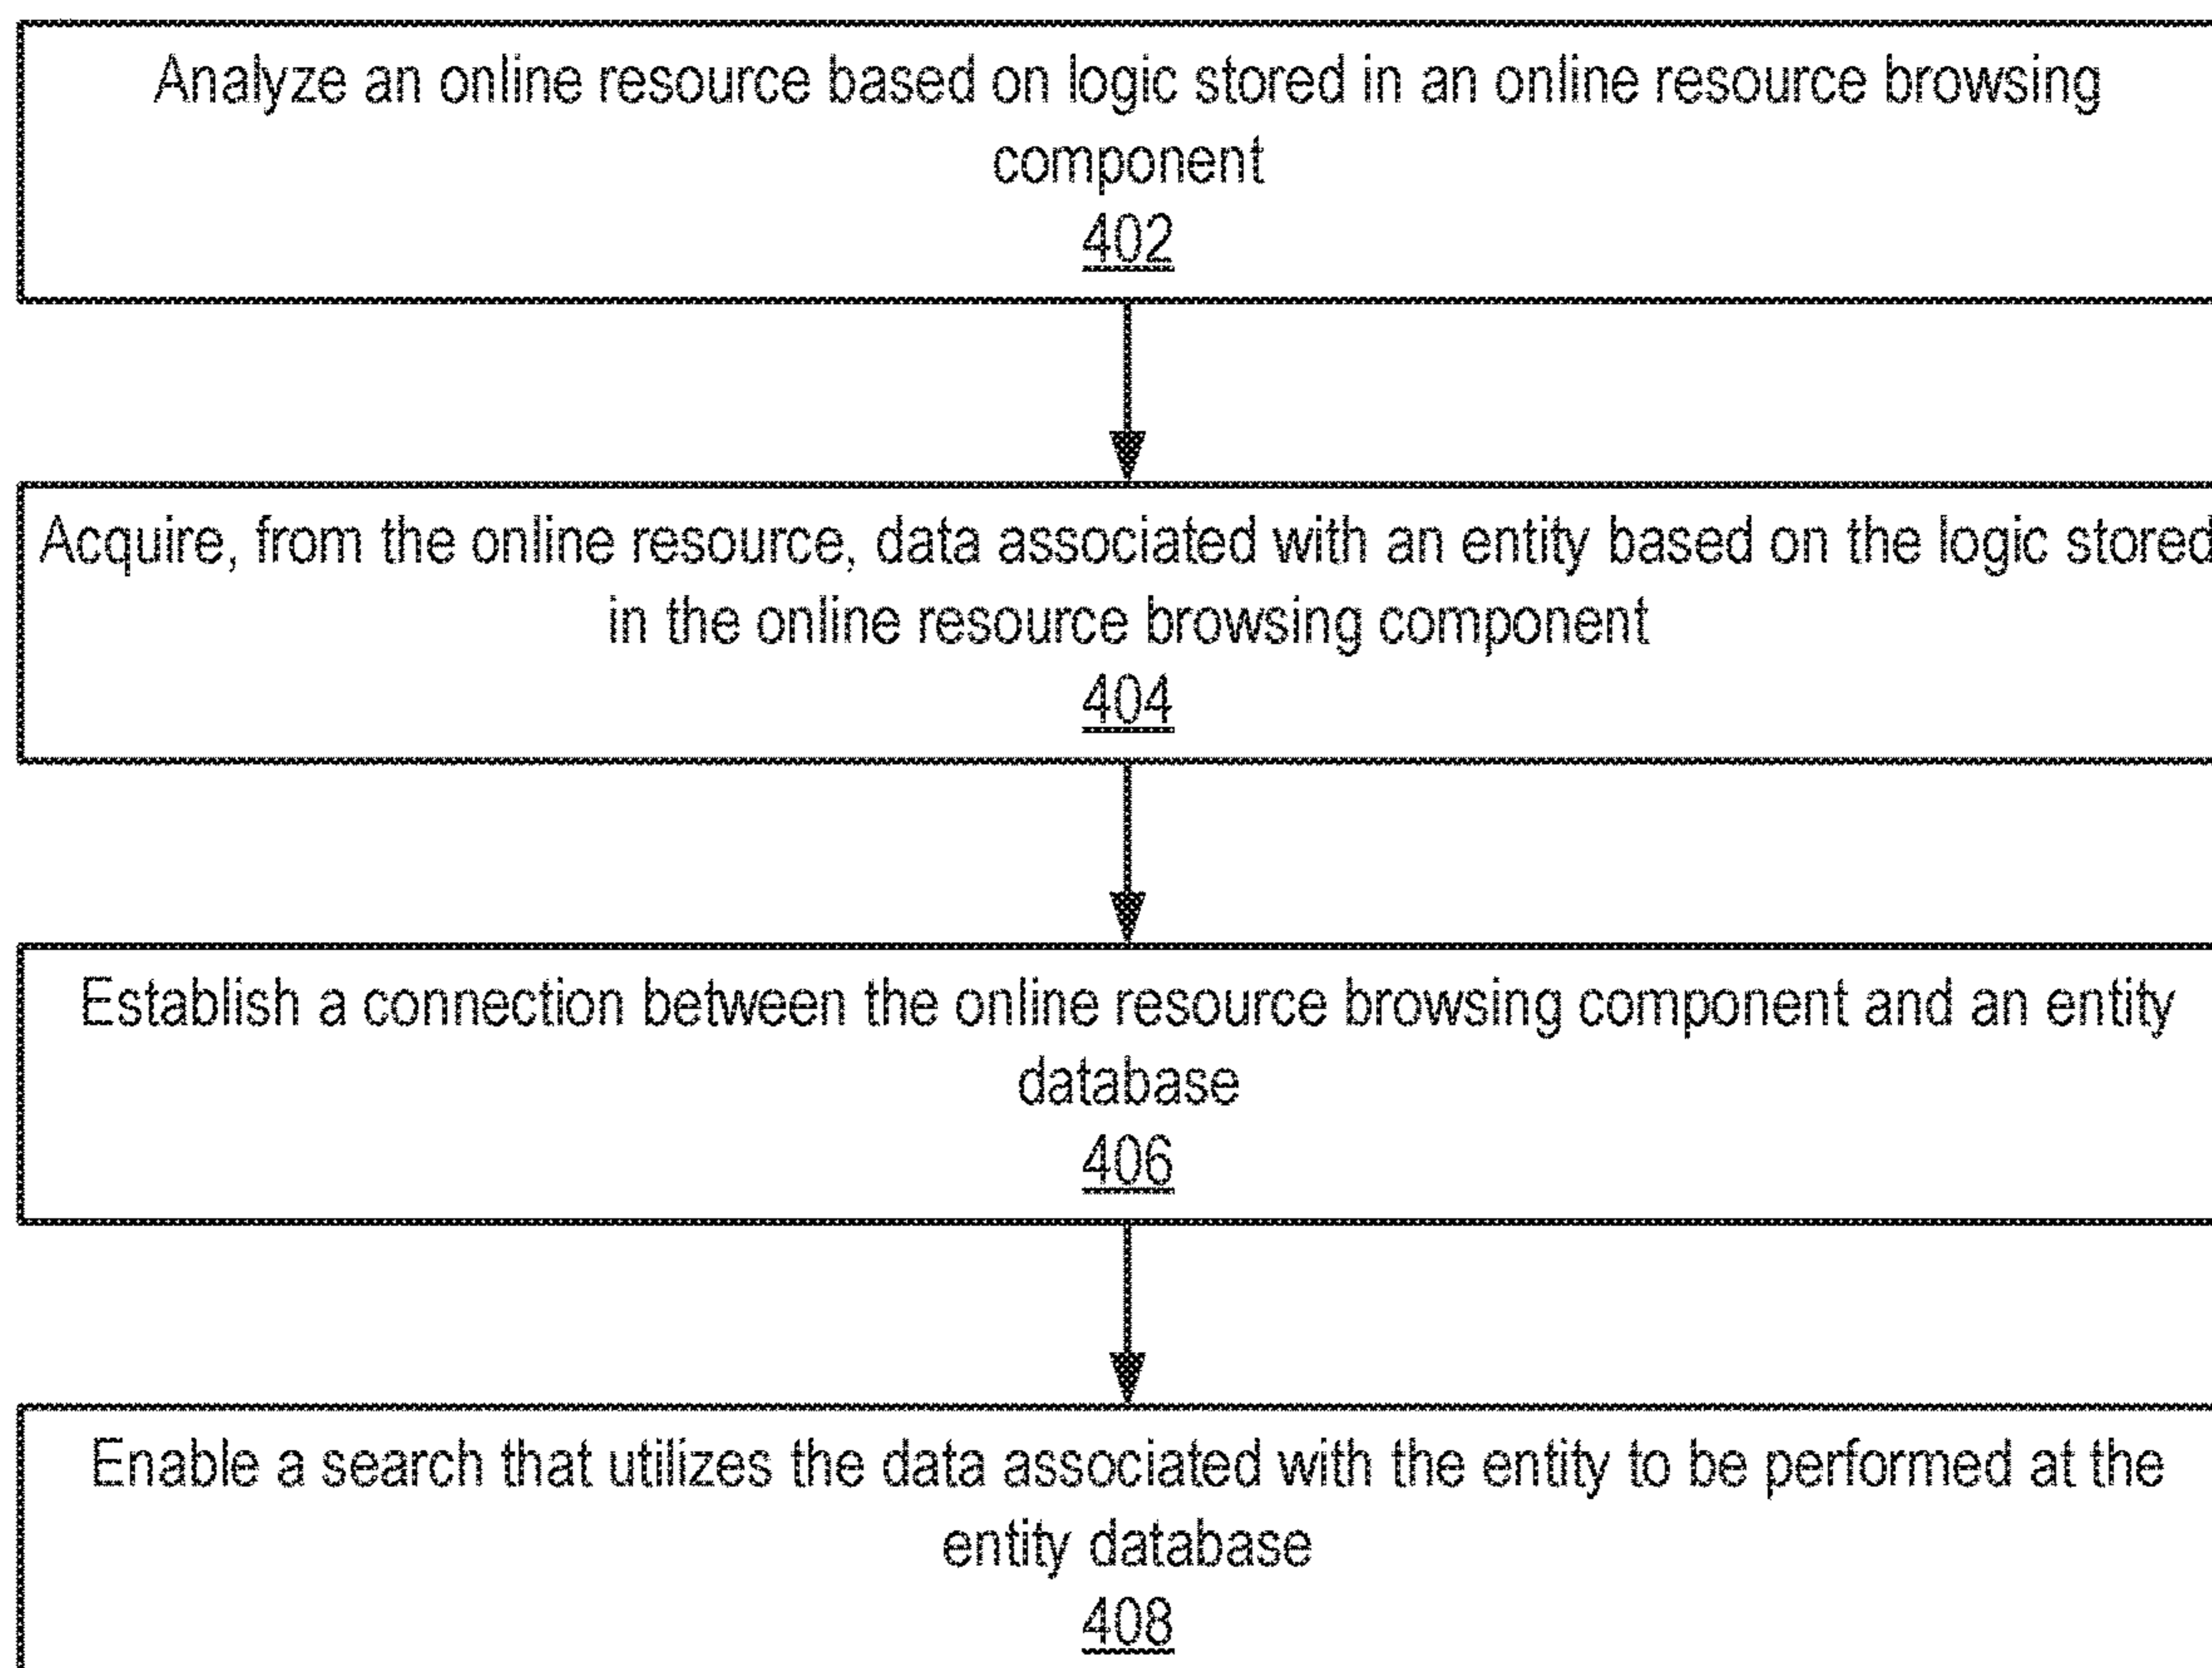 Analyze an online resource based on logic stored in an online resource browsing
component
402
Acquire, from the online resource, data associated with an entity based on the logic stored
in the online resource browsing component
404
Establish a connection between the online resource browsing component and an entity
database
406
Enable a search that utilizes the data associated with the entity to be performed at the
entity database
408